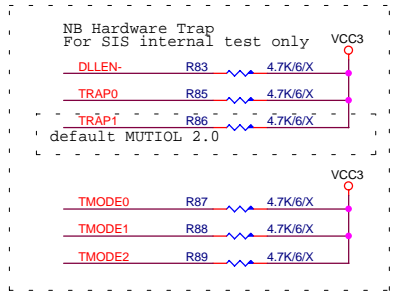 NB Hardware Trap
For SIS internal test only
VCC3
DLLEN- R83 4.7K/6/X
TRAP0 R85 4.7K/6/X
TRAP1 R86 4.7K/6/X
default MUTIOL 2.0
VCC3
TMODE0 R87 4.7K/6/X
TMODE1 R88 4.7K/6/X
TMODE2 R89 4.7K/6/X